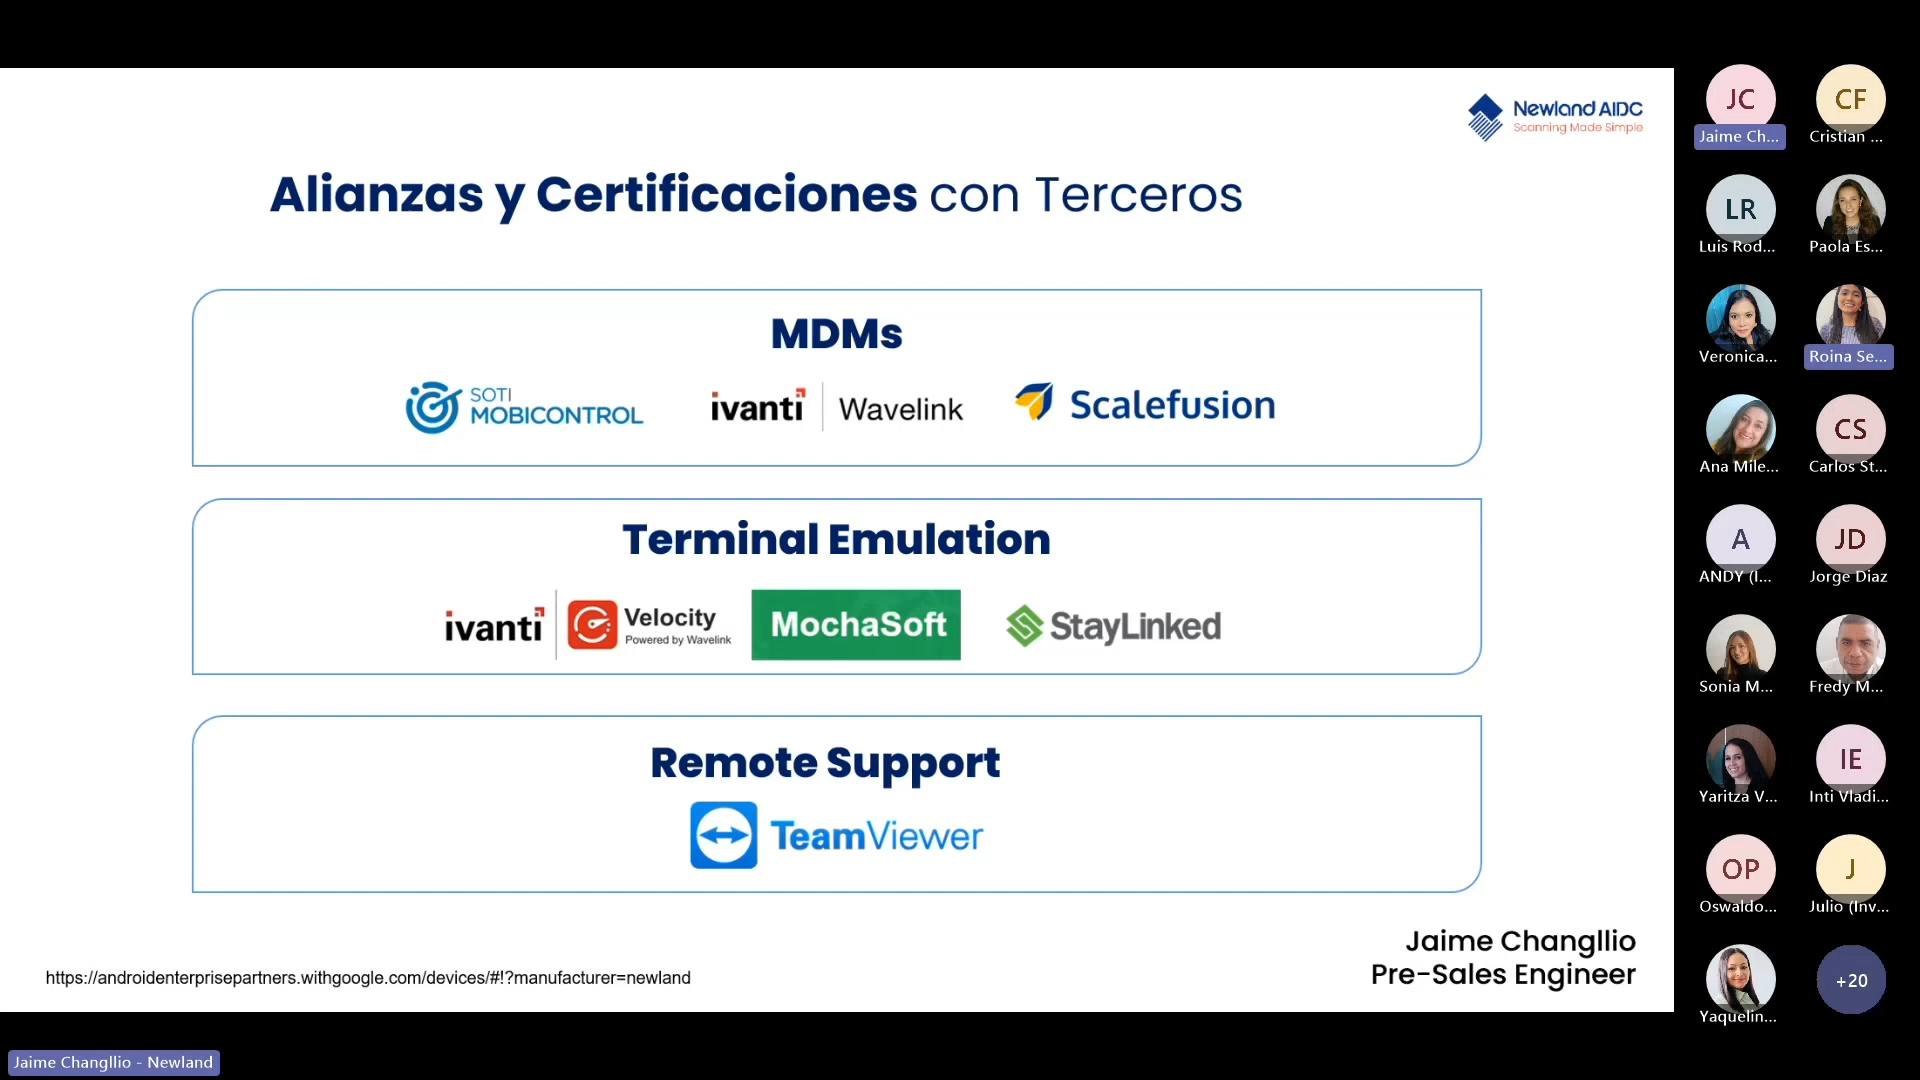 Newland AIDC
Scanning Made Simple
Alianzas y Certificaciones con Terceros
MDMs
SOTI
MOBICONTROL
ivanti | Wavelink
Scalefusion
Terminal Emulation
ivanti | Velocity
Powered by Wavelink
MochaSoft
StayLinked
Remote Support
TeamViewer
Jaime Changllio
Pre-Sales Engineer
https://androidenterprisepartners.withgoogle.com/devices/#!?manufacturer=newland
JC
Jaime Ch...
CF
Cristian ...
LR
Luis Rod...
Paola Es...
Veronica...
Roina Se...
Ana Mile...
CS
Carlos St...
A
ANDY (I...
JD
Jorge Diaz
Sonia M...
Fredy M...
Yaritza V...
IE
Inti Vladi...
OP
Oswaldo...
J
Julio (Inv...
Yaquelin...
+20
Jaime Changllio - Newland